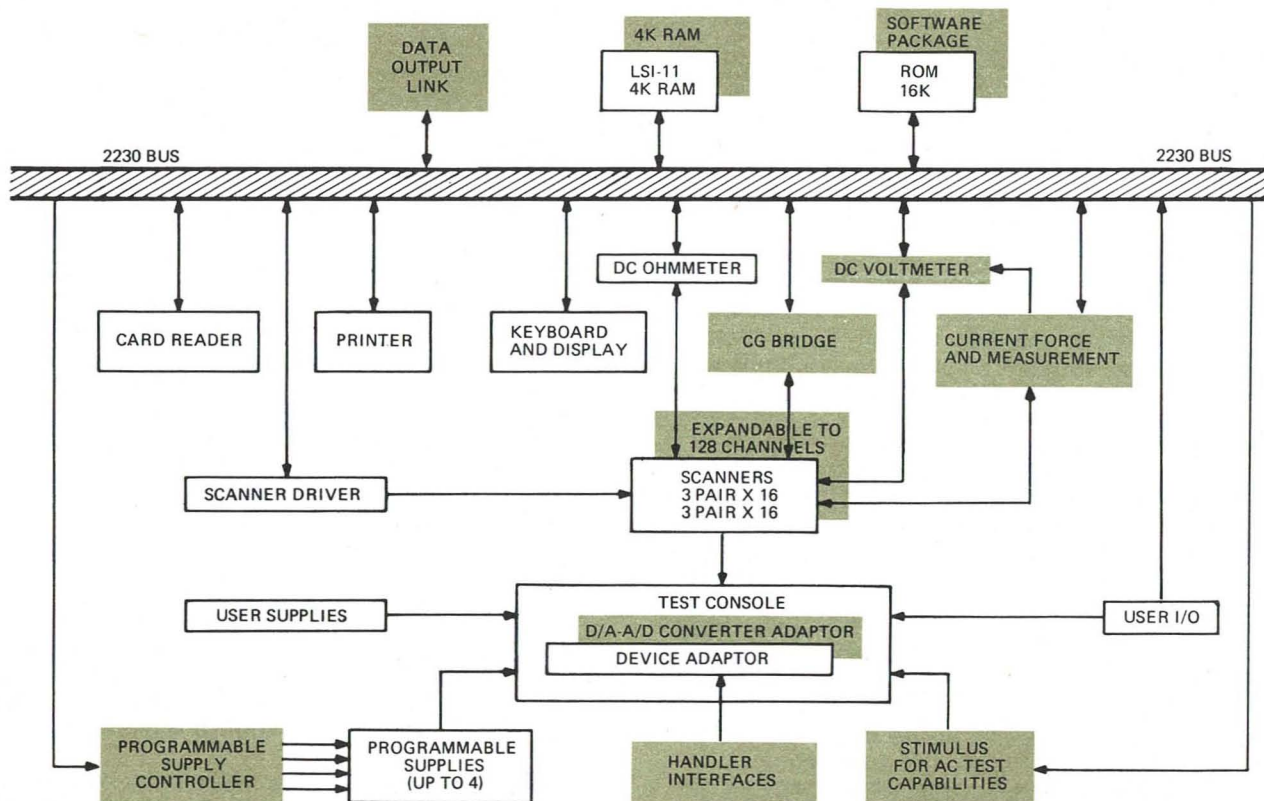 DATA
OUTPUT
LINK
4K RAM
LSI-11
4K RAM
SOFTWARE
PACKAGE
ROM
16K
2230 BUS
2230 BUS
DC OHMMETER
DC VOLTMETER
CARD READER
PRINTER
KEYBOARD
AND DISPLAY
CG BRIDGE
CURRENT FORCE
AND MEASUREMENT
EXPANDABILE TO
128 CHANNELS
SCANNER DRIVER
SCANNERS
3 PAIR X 16
3 PAIR X 16
USER SUPPLIES
TEST CONSOLE
D/A-A/D CONVERTER ADAPTOR
DEVICE ADAPTOR
USER I/O
PROGRAMMABLE
SUPPLY
CONTROLLER
PROGRAMMABLE
SUPPLIES
(UP TO 4)
HANDLER
INTERFACES
STIMULUS
FOR AC TEST
CAPABILITIES